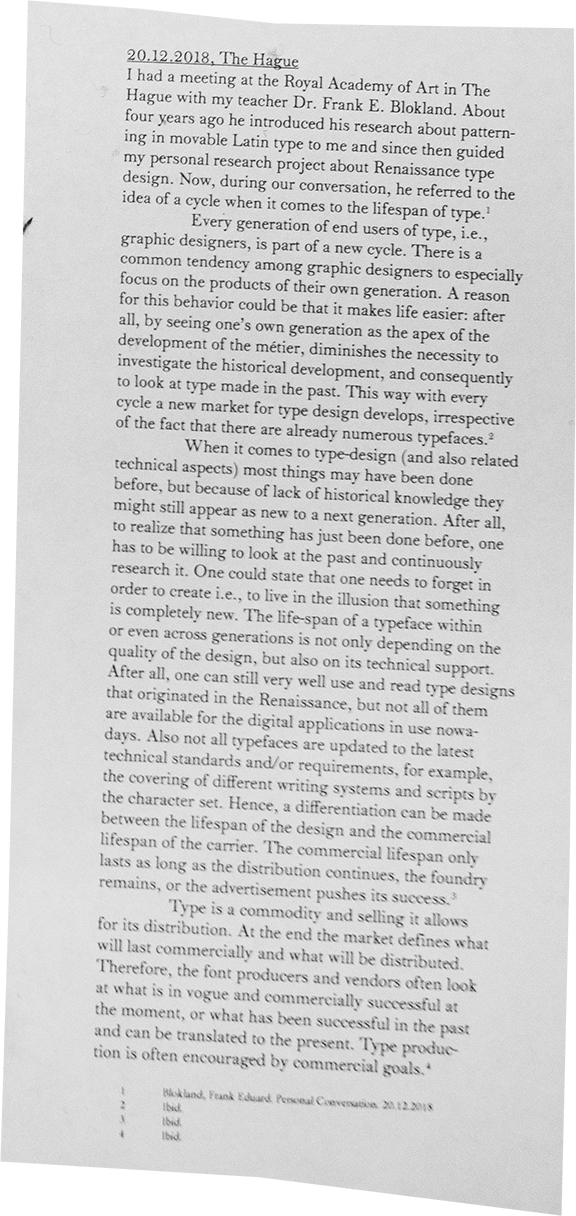 20.12.2018, The Hague
I had a meeting at the Royal Academy of Art in The
Hague with my teacher Dr. Frank E. Blokland. About
four years ago he introduced his research about pattern-
ing in movable Latin type to me and since then guided
my personal research project about Renaissance type
design. Now, during our conversation, he referred to the
idea of a cycle when it comes to the lifespan of type.¹
Every generation of end users of type, i.e.,
graphic designers, is part of a new cycle. There is a
common tendency among graphic designers to especially
focus on the products of their own generation. A reason
for this behavior could be that it makes life easier: after
all, by seeing one's own generation as the apex of the
development of the métier, diminishes the necessity to
investigate the historical development, and consequently
to look at type made in the past. This way with every
cycle a new market for type design develops, irrespective
of the fact that there are already numerous typefaces.²
When it comes to type-design (and also related
technical aspects) most things may have been done
before, but because of lack of historical knowledge they
might still appear as new to a next generation. After all,
to realize that something has just been done before, one
has to be willing to look at the past and continuously
research it. One could state that one needs to forget in
order to create i.e., to live in the illusion that something
is completely new. The life-span of a typeface within
or even across generations is not only depending on the
quality of the design, but also on its technical support.
After all, one can still very well use and read type designs
that originated in the Renaissance, but not all of them
are available for the digital applications in use nowa-
days. Also not all typefaces are updated to the latest
technical standards and/or requirements, for example,
the covering of different writing systems and scripts by
the character set. Hence, a differentiation can be made
between the lifespan of the design and the commercial
lifespan of the carrier. The commercial lifespan only
lasts as long as the distribution continues, the foundry
remains, or the advertisement pushes its success.³
Type is a commodity and selling it allows
for its distribution. At the end the market defines what
will last commercially and what will be distributed.
Therefore, the font producers and vendors often look
at what is in vogue and commercially successful at
the moment, or what has been successful in the past
and can be translated to the present. Type produc-
tion is often encouraged by commercial goals.⁴
1 Blokland, Frank Eduard. Personal Conversation, 20.12.2018
2 Ibid.
3 Ibid.
4 Ibid.